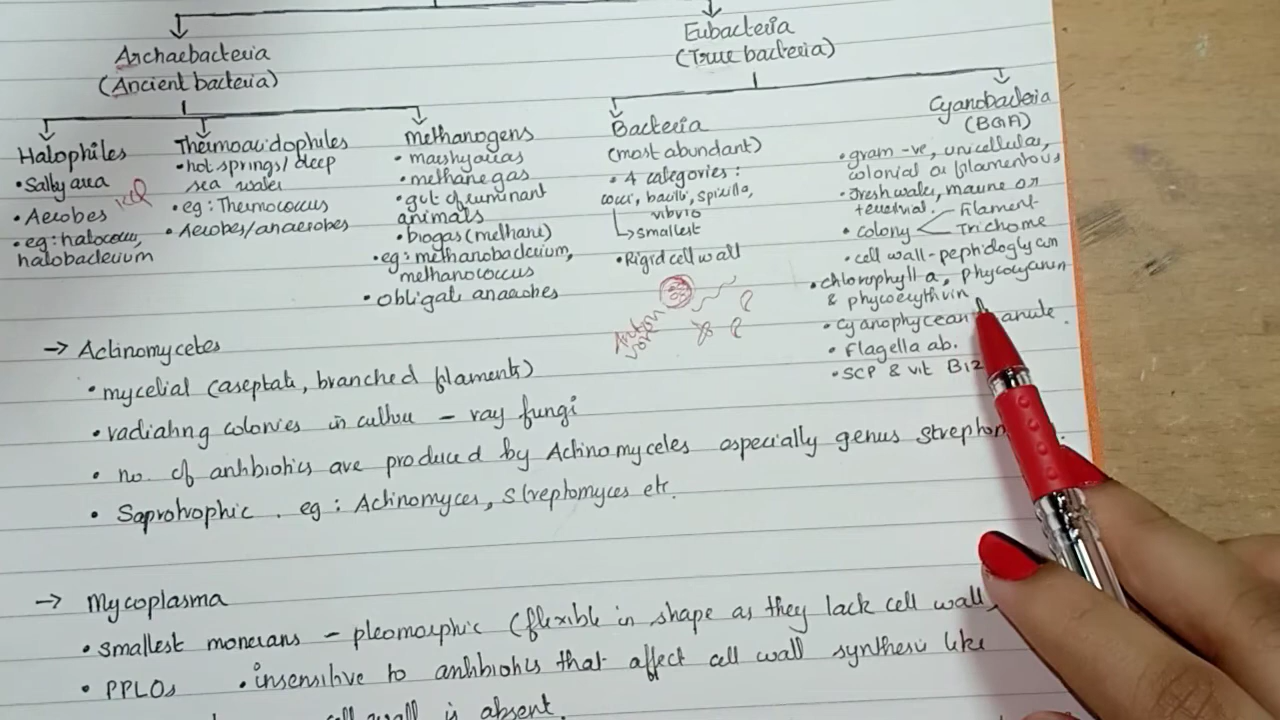 Archaebacteria
(Ancient bacteria)
Eubacteria
(True bacteria)
Halophiles
• Salty area
• Aerobes
• eg: halococcus,
halobacterium
Thermoacidophiles
• hot springs/deep
sea water
• eg: Thermococcus
• Aerobes/anaerobes
Methanogens
• marshy areas
• methane gas
• gut of ruminant
animals
• biogas (methane)
• eg: methanobacterium,
methanococcus
• obligate anaerobes
Bacteria
(most abundant)
• 4 categories:
cocci, bacilli, spirilla,
vibrio
↳ smallest
• Rigid cell wall
Cyanobacteria
(BGA)
• gram -ve, unicellular,
colonial or filamentous
• Fresh water, marine or
terrestrial.
• colony < Filament
Trichome
• cell wall - peptidoglycan
• chlorophyll a, phycocyanin
& phycoerythrin
• cyanophycean
• Flagella ab.
• SCP & vit B12
→ Actinomycetes
• mycelial (aseptate, branched filaments)
• radiating colonies in culture - ray fungi
• no. of antibiotics are produced by Actinomyceles especially genus
• Saprotrophic. eg: Actinomyces, Streptomyces etc.
→ Mycoplasma
• smallest monerans - pleomorphic (flexible in shape as they lack cell wall)
• PPLOs • insensitive to antibiotics that affect cell wall synthesis like
cell wall is absent.